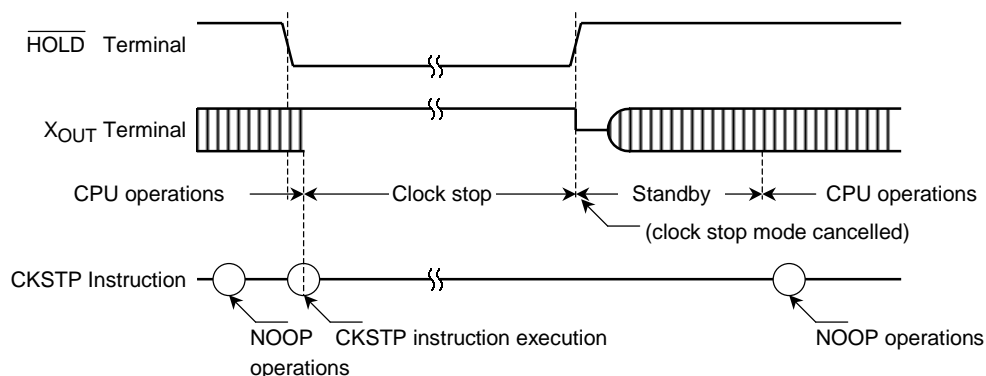 HOLD Terminal
XOUT Terminal
CPU operations
Clock stop
Standby
CPU operations
(clock stop mode cancelled)
CKSTP Instruction
NOOP
operations
CKSTP instruction execution
NOOP operations